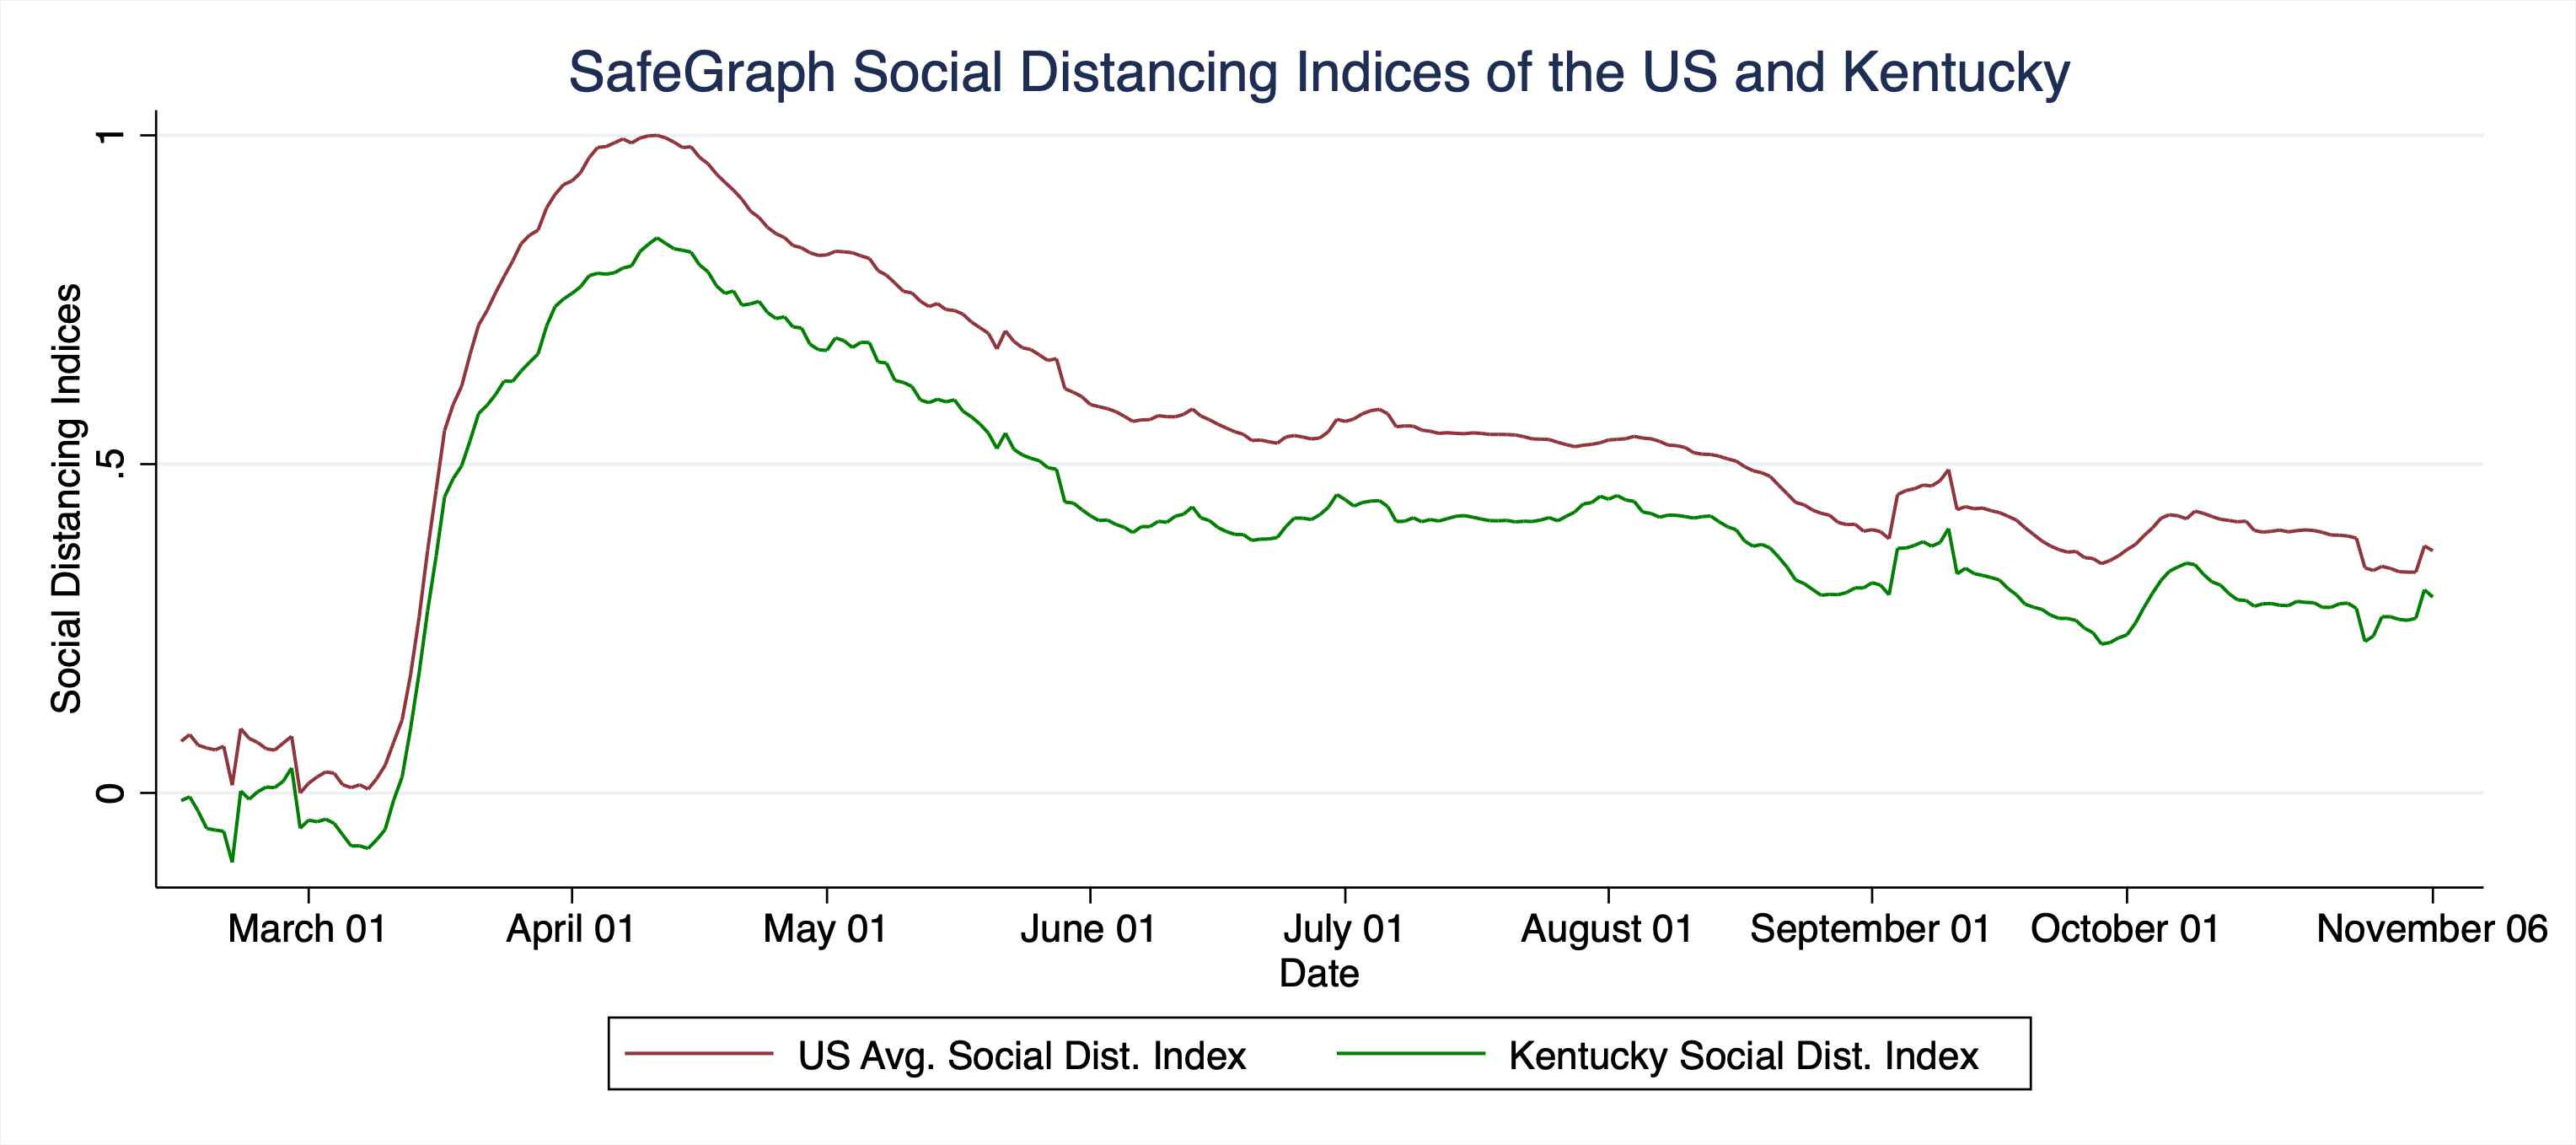 SafeGraph Social Distancing Indices of the US and Kentucky
1
.5
0
Social Distancing Indices
March 01 April 01 May 01 June 01 July 01 August 01 September 01 October 01 November 06
Date
US Avg. Social Dist. Index Kentucky Social Dist. Index